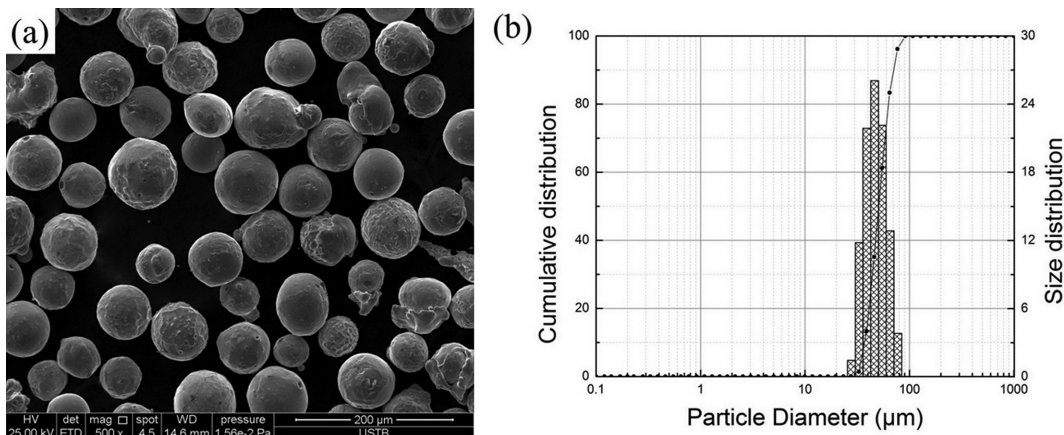 (a)
HV
det
mag
spot
WD
pressure
200 µm
25.00 kV
ETD
500 x
4.5
14.6 mm
1.56e-2 Pa
USTB
(b)
100
80
60
40
20
0
Cumulative distribution
30
24
18
12
6
0
Size distribution
0.1
1
10
100
1000
Particle Diameter (µm)